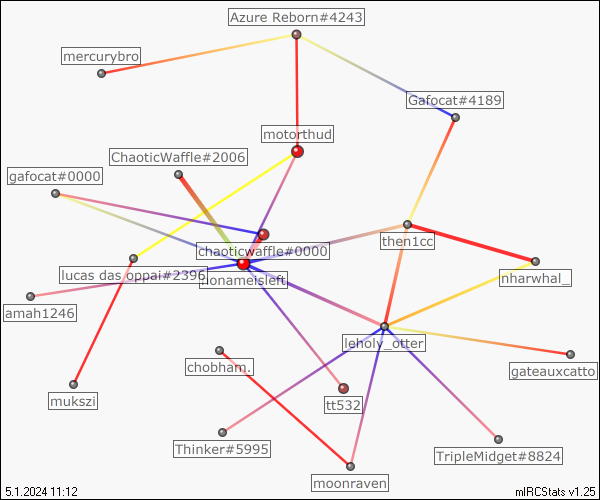 Azure Reborn#4243
mercurybro
Gafocat#4189
motorthud
ChaoticWaffle#2006
gafocat#0000
then1cc
chaoticwaffle#0000
lucas das oppai#2396
nonameisleft
nharwhal_
amah1246
leholy_otter
chobham.
gateauxcatto
mukszi
tt532
Thinker#5995
TripleMidget#8824
moonraven
5.1.2024 11:12
mIRCStats v1.25